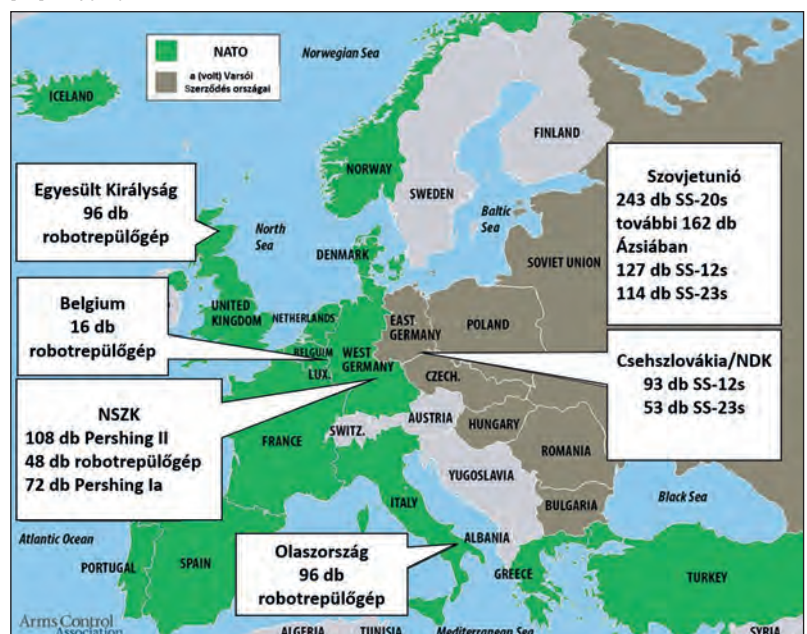 NATO
a (volt) Varsói
Szerződés országai
Norwegian Sea
ICELAND
FINLAND
NORWAY
SWEDEN
Egyesült Királyság
96 db
robotrepülőgép
Szovjetunió
243 db SS-20s
további 162 db
Ázsiában
127 db SS-12s
114 db SS-23s
North
Sea
Baltic
Sea
DENMARK
SOVIET UNION
Belgium
16 db
robotrepülőgép
UNITED
KINGDOM
NETHERLANDS
EAST
GERMANY
POLAND
BELGIUM
WEST
GERMANY
LUX.
CZECH.
Csehszlovákia/NDK
93 db SS-12s
53 db SS-23s
NSZK
108 db Pershing II
48 db robotrepülőgép
72 db Pershing Ia
FRANCE
SWITZ.
AUSTRIA
HUNGARY
ROMANIA
YUGOSLAVIA
ITALY
BULGARIA
Black Sea
Atlantic Ocean
PORTUGAL
SPAIN
Olaszország
96 db
robotrepülőgép
ALBANIA
GREECE
TURKEY
Arms Control
Association
ALGERIA
TUNISIA
Mediterranean Sea
SYRIA